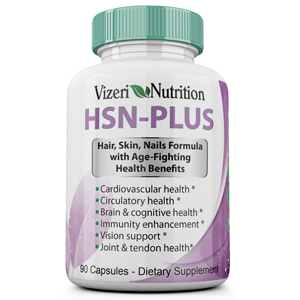 Vizeri Nutrition
HSN-PLUS
Hair, Skin, Nails Formula
with Age-Fighting
Health Benefits
• Cardiovascular health *
• Circulatory health *
• Brain & cognitive health *
• Immunity enhancement *
• Vision support *
• Joint & tendon health*
90 Capsules - Dietary Supplement